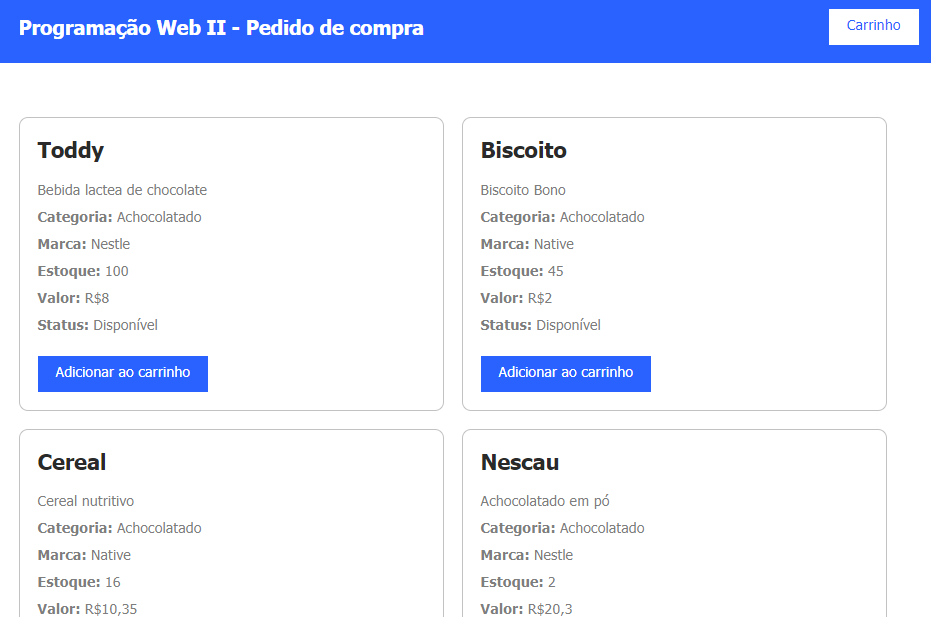 Programação Web II - Pedido de compra
Carrinho
Toddy
Bebida lactea de chocolate
Categoria: Achocolatado
Marca: Nestle
Estoque: 100
Valor: R$8
Status: Disponível
Adicionar ao carrinho
Biscoito
Biscoito Bono
Categoria: Achocolatado
Marca: Native
Estoque: 45
Valor: R$2
Status: Disponível
Adicionar ao carrinho
Cereal
Cereal nutritivo
Categoria: Achocolatado
Marca: Native
Estoque: 16
Valor: R$10,35
Nescau
Achocolatado em pó
Categoria: Achocolatado
Marca: Nestle
Estoque: 2
Valor: R$20,3